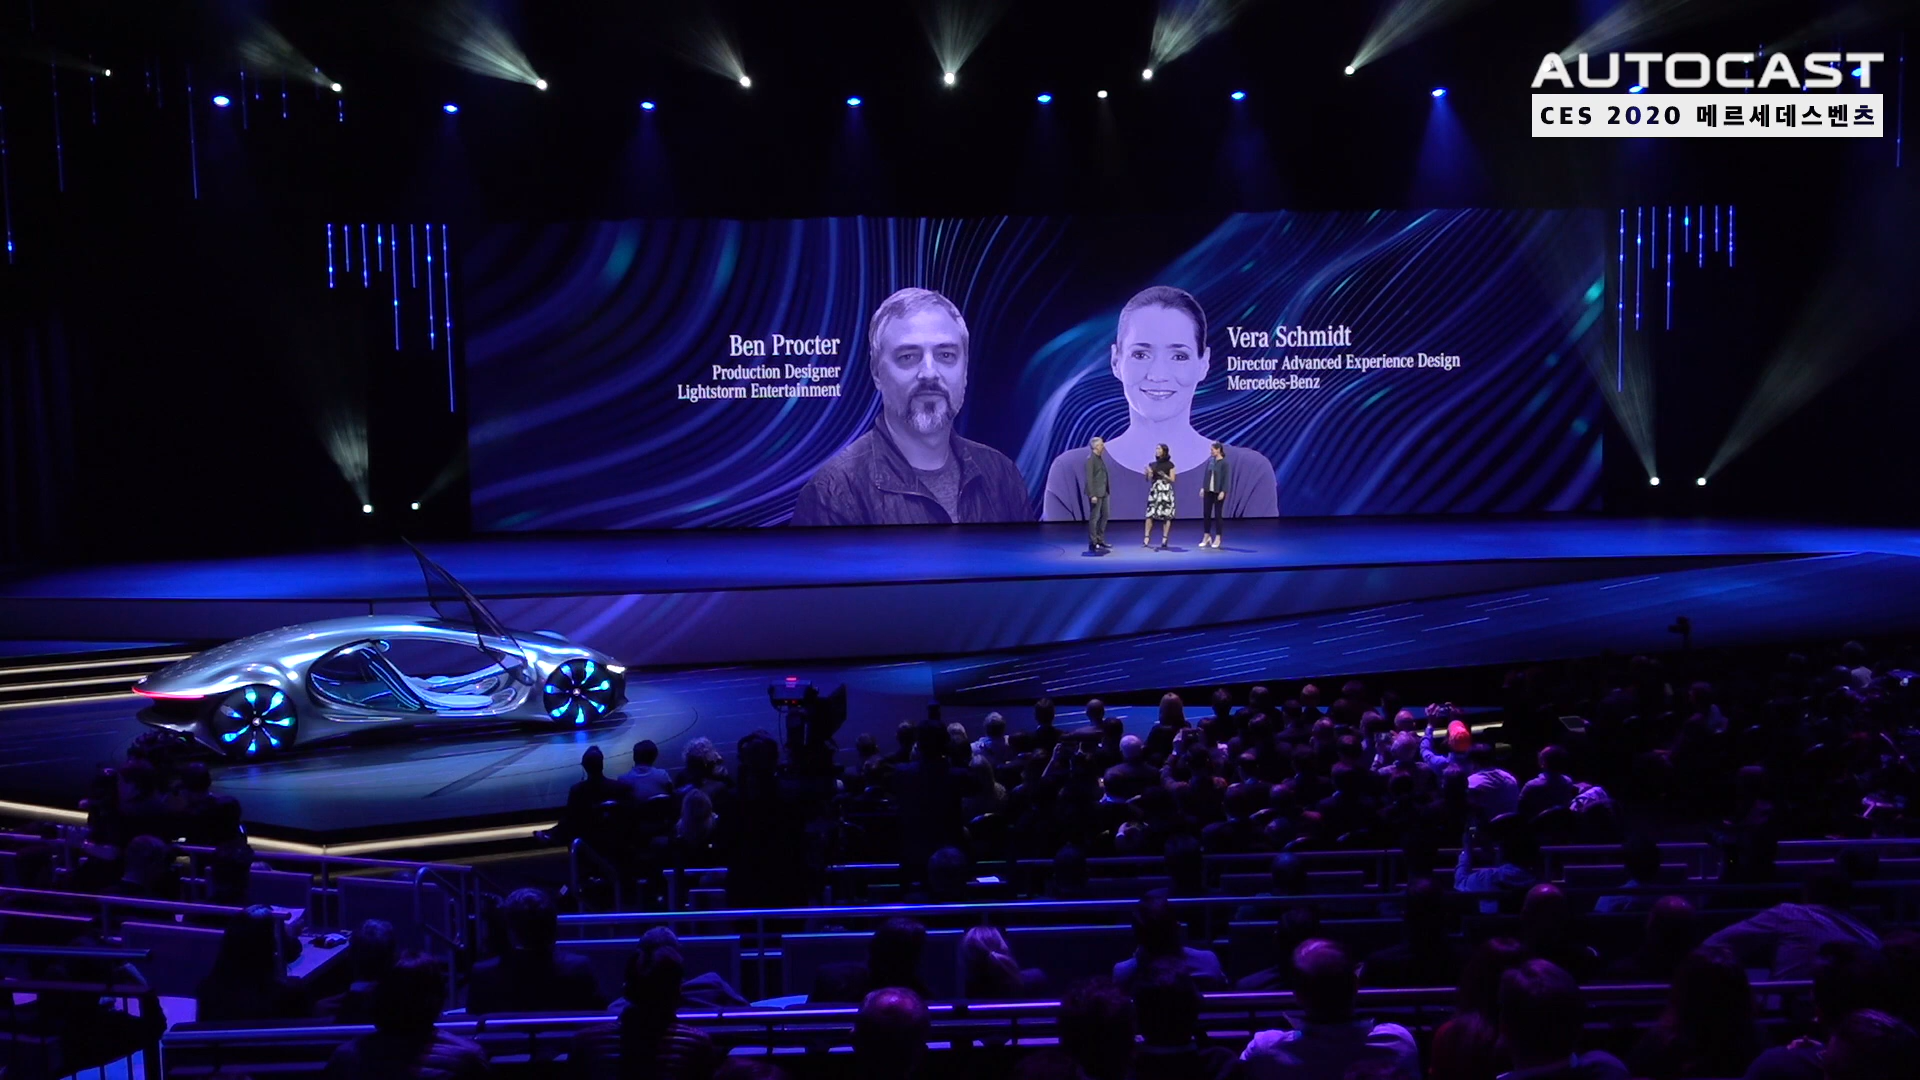 AUTOCAST
CES 2020 메르세데스벤츠
Ben Procter
Production Designer
Lightstorm Entertainment
Vera Schmidt
Director Advanced Experience Design
Mercedes-Benz